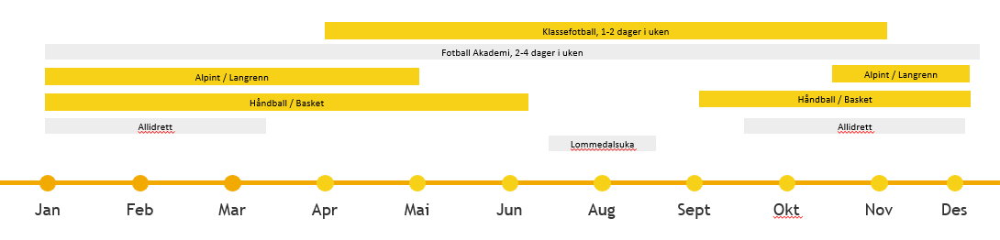 Klassefotball, 1-2 dager i uken
Fotball Akademi, 2-4 dager i uken
Alpint / Langrenn
Alpint / Langrenn
Håndball / Basket
Håndball / Basket
Allidrett
Allidrett
Lommedalsuka
Jan Feb Mar Apr Mai Jun Aug Sept Okt Nov Des